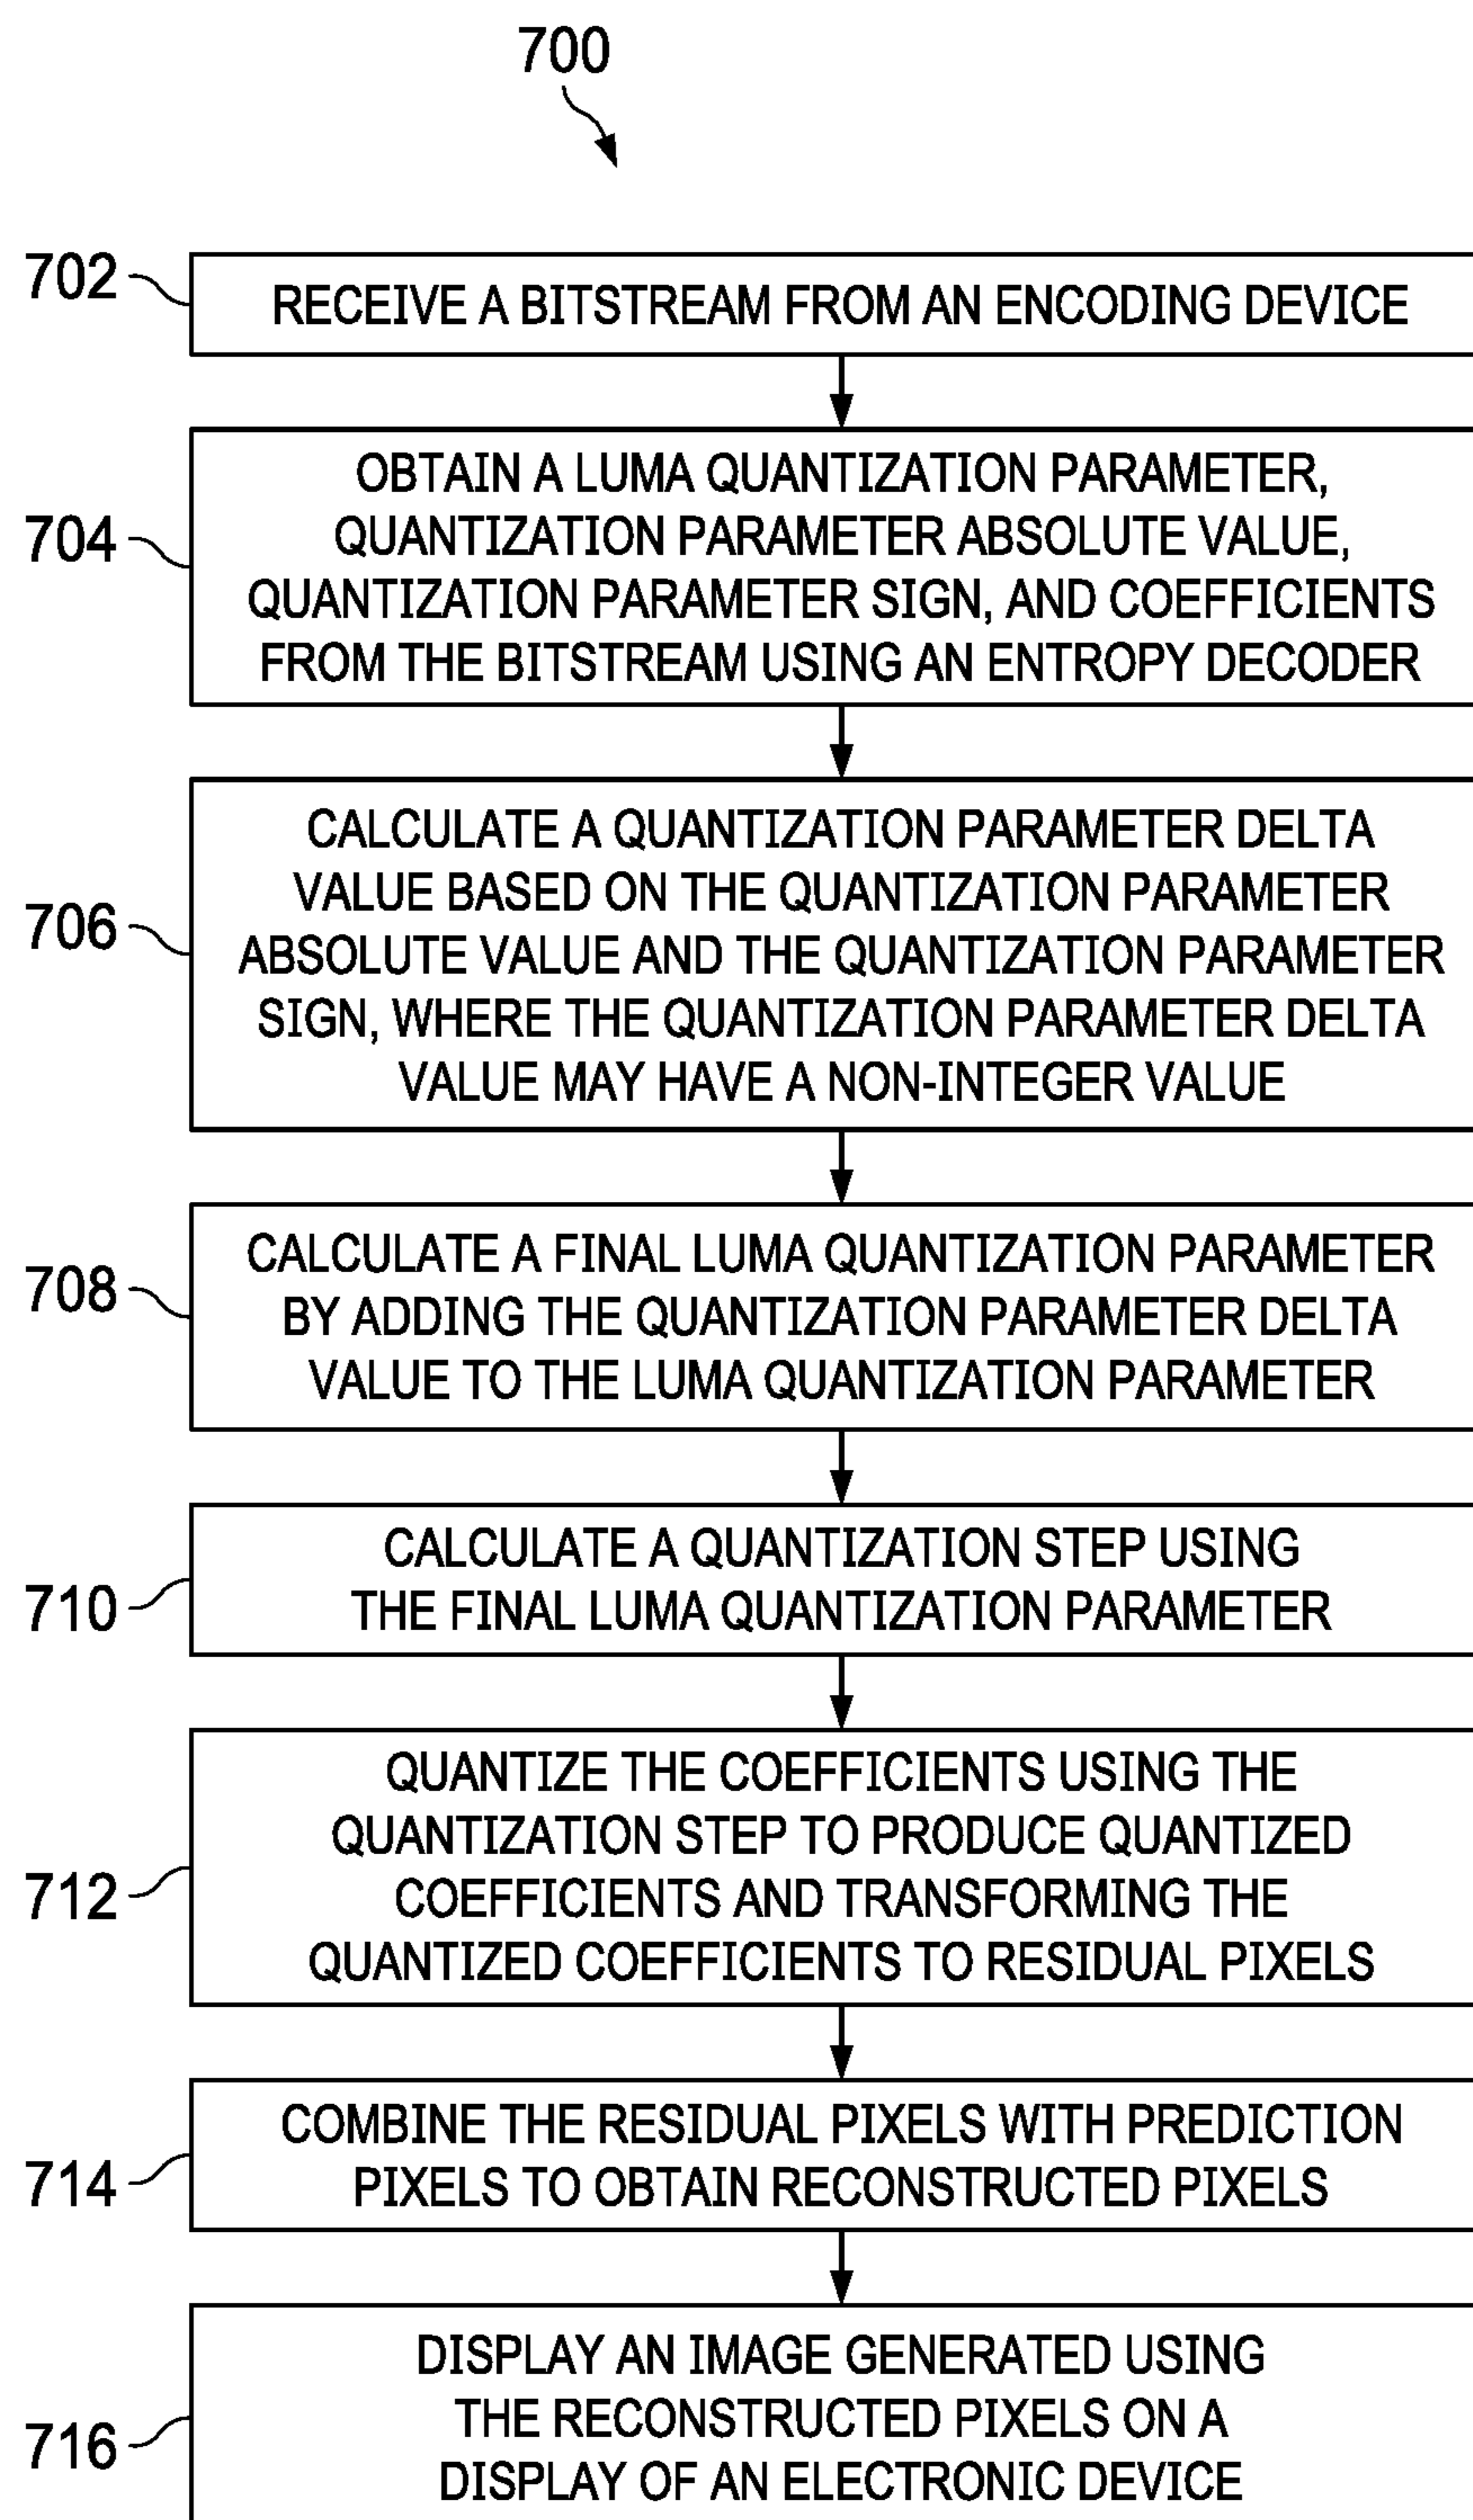 700
702
RECEIVE A BITSTREAM FROM AN ENCODING DEVICE
704
OBTAIN A LUMA QUANTIZATION PARAMETER,
QUANTIZATION PARAMETER ABSOLUTE VALUE,
QUANTIZATION PARAMETER SIGN, AND COEFFICIENTS
FROM THE BITSTREAM USING AN ENTROPY DECODER
706
CALCULATE A QUANTIZATION PARAMETER DELTA
VALUE BASED ON THE QUANTIZATION PARAMETER
ABSOLUTE VALUE AND THE QUANTIZATION PARAMETER
SIGN, WHERE THE QUANTIZATION PARAMETER DELTA
VALUE MAY HAVE A NON-INTEGER VALUE
708
CALCULATE A FINAL LUMA QUANTIZATION PARAMETER
BY ADDING THE QUANTIZATION PARAMETER DELTA
VALUE TO THE LUMA QUANTIZATION PARAMETER
710
CALCULATE A QUANTIZATION STEP USING
THE FINAL LUMA QUANTIZATION PARAMETER
712
QUANTIZE THE COEFFICIENTS USING THE
QUANTIZATION STEP TO PRODUCE QUANTIZED
COEFFICIENTS AND TRANSFORMING THE
QUANTIZED COEFFICIENTS TO RESIDUAL PIXELS
714
COMBINE THE RESIDUAL PIXELS WITH PREDICTION
PIXELS TO OBTAIN RECONSTRUCTED PIXELS
716
DISPLAY AN IMAGE GENERATED USING
THE RECONSTRUCTED PIXELS ON A
DISPLAY OF AN ELECTRONIC DEVICE